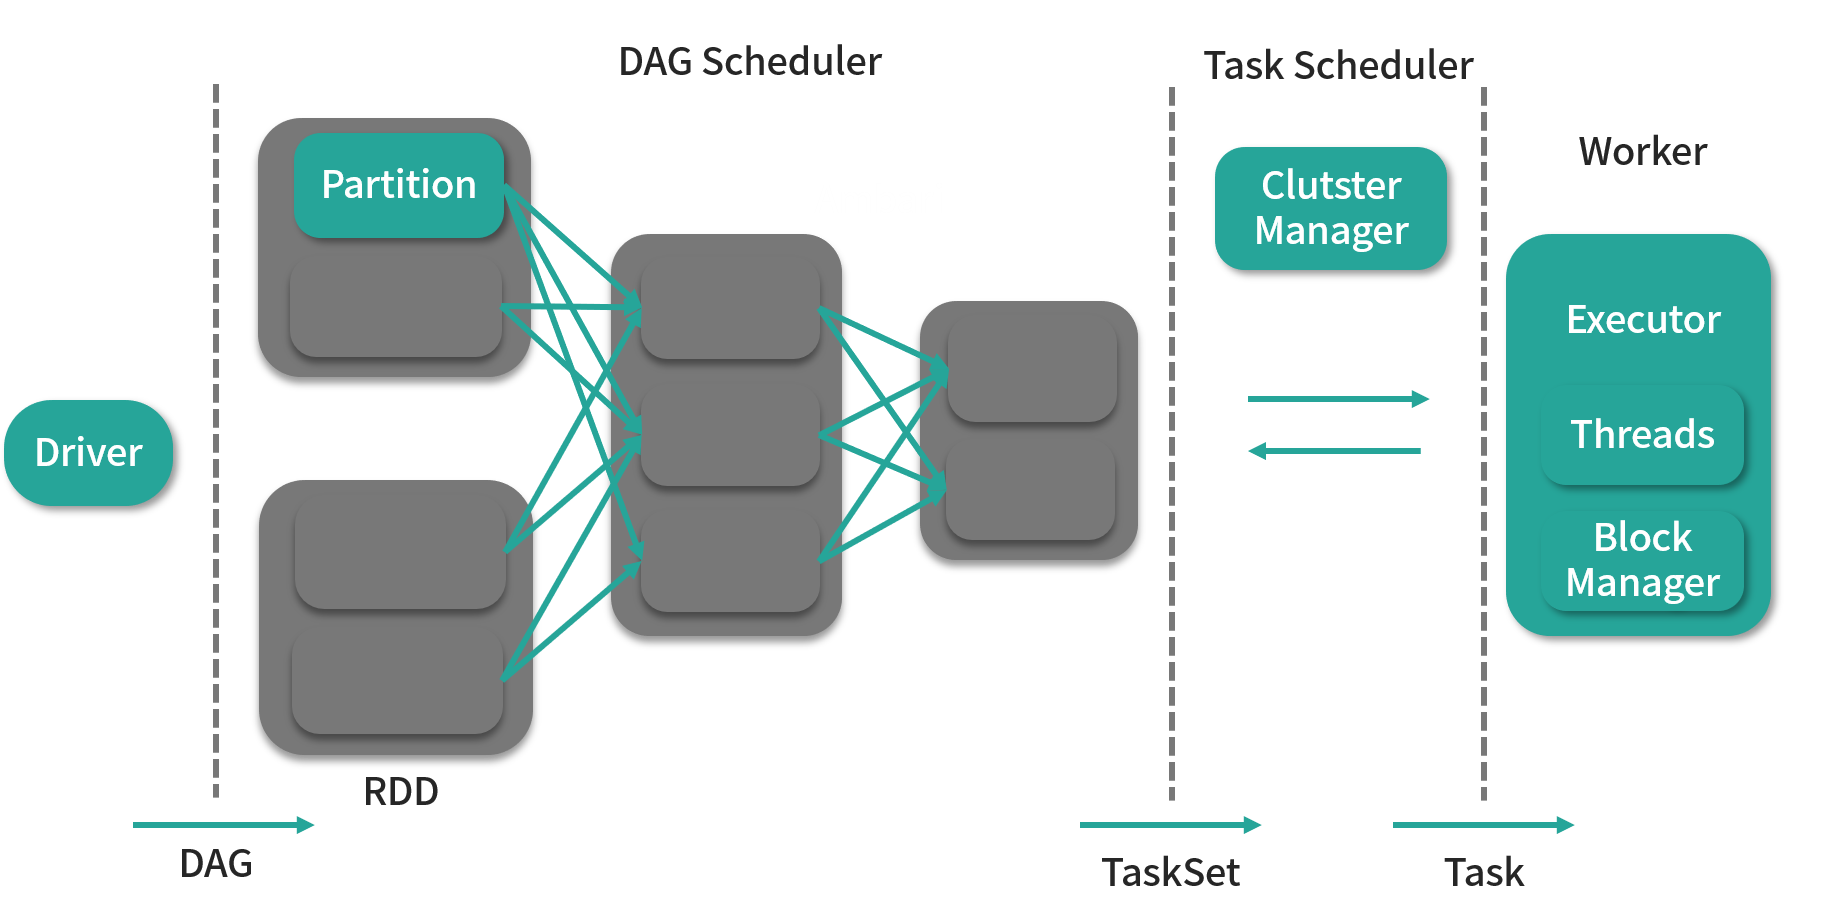 DAG Scheduler
Task Scheduler
Worker
Partition
Clutster
Manager
Executor
Driver
Threads
Block
Manager
RDD
DAG
TaskSet
Task